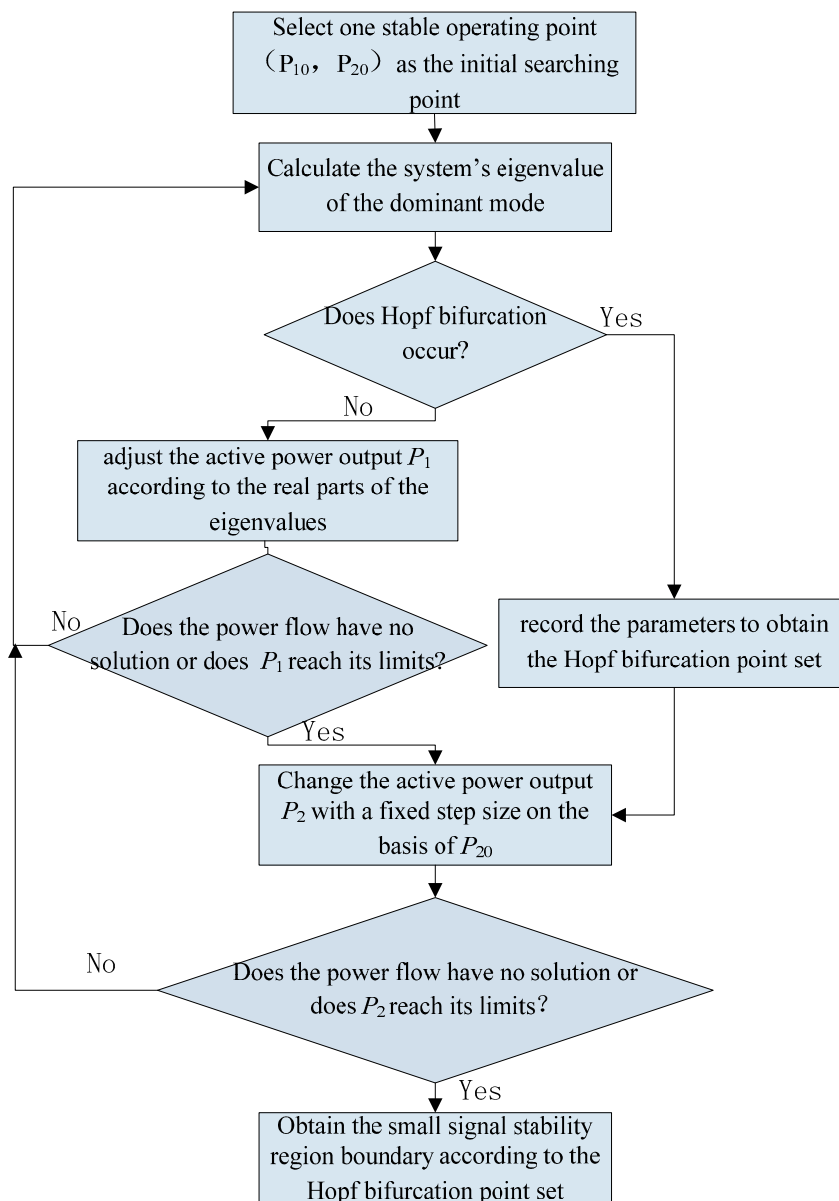 Select one stable operating point
（P₁₀，P₂₀）as the initial searching
point
Calculate the system's eigenvalue
of the dominant mode
Does Hopf bifurcation
occur?
Yes
No
adjust the active power output P₁
according to the real parts of the
eigenvalues
No
Does the power flow have no
solution or does P₁ reach its limits?
record the parameters to obtain
the Hopf bifurcation point set
Yes
Change the active power output
P₂ with a fixed step size on the
basis of P₂₀
No
Does the power flow have no solution or
does P₂ reach its limits?
Yes
Obtain the small signal stability
region boundary according to the
Hopf bifurcation point set